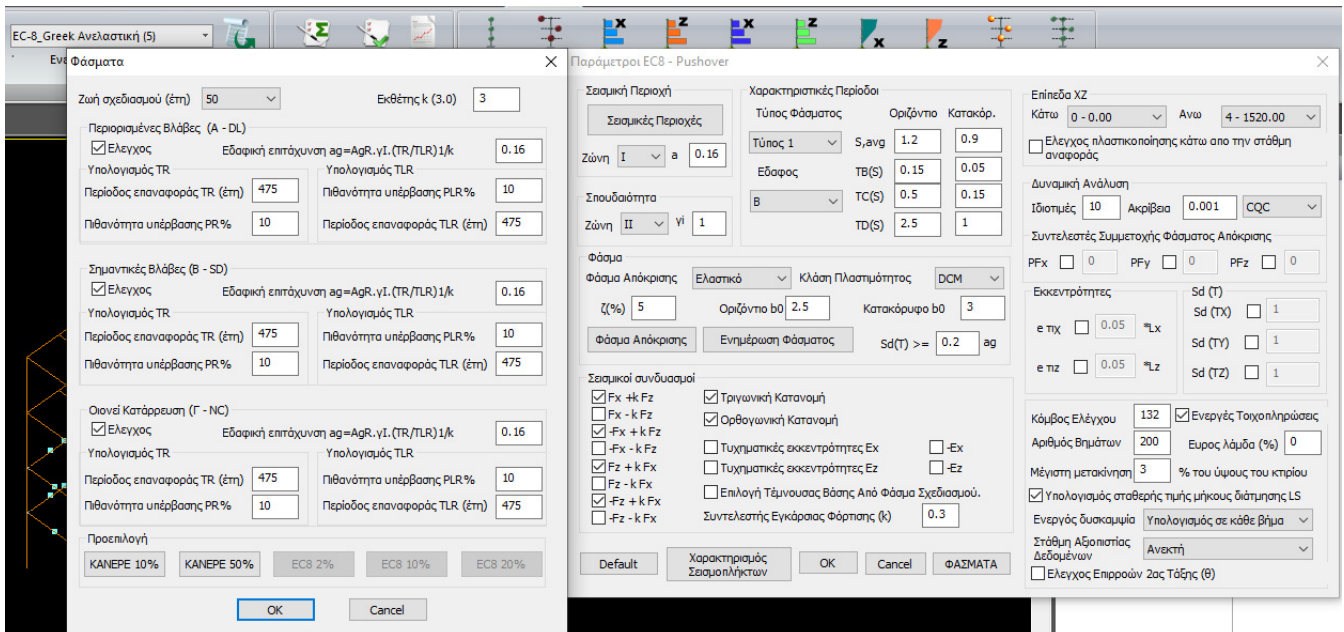 EC-8_Greek Ανελαστική (5)
x z x z x z
Ενε
Φάσματα
Ζωή σχεδιασμού (έτη) 50 Εκθέτης k (3.0) 3
Περιορισμένες Βλάβες (Α - DL)
Ελεγχος Εδαφική επιτάχυνση ag=AgR.γI.(TR/TLR)1/k 0.16
Υπολογισμός TR Υπολογισμός TLR
Περίοδος επαναφοράς TR (έτη) 475 Πιθανότητα υπέρβασης PLR% 10
Πιθανότητα υπέρβασης PR% 10 Περίοδος επαναφοράς TLR (έτη) 475
Σημαντικές Βλάβες (Β - SD)
Ελεγχος Εδαφική επιτάχυνση ag=AgR.γI.(TR/TLR)1/k 0.16
Υπολογισμός TR Υπολογισμός TLR
Περίοδος επαναφοράς TR (έτη) 475 Πιθανότητα υπέρβασης PLR% 10
Πιθανότητα υπέρβασης PR% 10 Περίοδος επαναφοράς TLR (έτη) 475
Οιονεί Κατάρρευση (Γ - NC)
Ελεγχος Εδαφική επιτάχυνση ag=AgR.γI.(TR/TLR)1/k 0.16
Υπολογισμός TR Υπολογισμός TLR
Περίοδος επαναφοράς TR (έτη) 475 Πιθανότητα υπέρβασης PLR% 10
Πιθανότητα υπέρβασης PR% 10 Περίοδος επαναφοράς TLR (έτη) 475
Προεπιλογή
ΚΑΝΕΡΕ 10% ΚΑΝΕΡΕ 50% EC8 2% EC8 10% EC8 20%
OK Cancel
Παράμετροι EC8 - Pushover
Σεισμική Περιοχή
Σεισμικές Περιοχές
Ζώνη I a 0.16
Σπουδαιότητα
Ζώνη II γi 1
Χαρακτηριστικές Περίοδοι
Τύπος Φάσματος Οριζόντιο Κατακόρ.
Τύπος 1 S,avg 1.2 0.9
Εδαφος TB(S) 0.15 0.05
B TC(S) 0.5 0.15
TD(S) 2.5 1
Φάσμα
Φάσμα Απόκρισης Ελαστικό Κλάση Πλαστιμότητος DCM
ζ(%) 5 Οριζόντιο b0 2.5 Κατακόρυφο b0 3
Φάσμα Απόκρισης Ενημέρωση Φάσματος Sd(T) >= 0.2 ag
Σεισμικοί συνδυασμοί
Fx +k Fz Τριγωνική Κατανομή
Fx - k Fz Ορθογωνική Κατανομή
-Fx + k Fz
-Fx - k Fz Τυχηματικές εκκεντρότητες Ex -Ex
Fz + k Fx Τυχηματικές εκκεντρότητες Ez -Ez
Fz - k Fx Επιλογή Τέμνουσας Βάσης Από Φάσμα Σχεδιασμού.
-Fz + k Fx
-Fz - k Fx Συντελεστής Εγκάρσιας Φόρτισης (k) 0.3
Default Χαρακτηρισμός Σεισμοπλήκτων OK Cancel ΦΑΣΜΑΤΑ
Επίπεδα XZ
Κάτω 0 - 0.00 Ανω 4 - 1520.00
Ελεγχος πλαστικοποίησης κάτω απο την στάθμη
αναφοράς
Δυναμική Ανάλυση
Ιδιοτιμές 10 Ακρίβεια 0.001 CQC
Συντελεστές Συμμετοχής Φάσματος Απόκρισης
PFx 0 PFy 0 PFz 0
Εκκεντρότητες Sd (T)
e τιχ 0.05 *Lx Sd (TX) 1
Sd (TY) 1
e τιz 0.05 *Lz Sd (TZ) 1
Κόμβος Ελέγχου 132 Ενεργές Τοιχοπληρώσεις
Αριθμός Βημάτων 200 Ευρος λάμδα (%) 0
Μέγιστη μετακίνηση 3 % του ύψους του κτιρίου
Υπολογισμός σταθερής τιμής μήκους διάτμησης LS
Ενεργός δυσκαμψία Υπολογισμός σε κάθε βήμα
Στάθμη Αξιοπιστίας
Δεδομένων Ανεκτή
Ελεγχος Επιρροών 2ας Τάξης (θ)